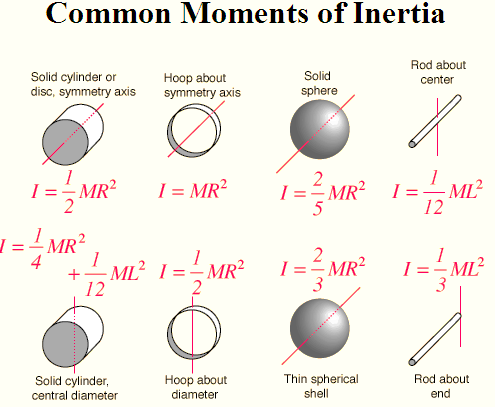 Common Moments of Inertia
Solid cylinder or
disc, symmetry axis
I = 1/2 MR²
Hoop about
symmetry axis
I = MR²
Solid
sphere
I = 2/5 MR²
Rod about
center
I = 1/12 ML²
I = 1/4 MR²
+ 1/12 ML²
Solid cylinder,
central diameter
I = 1/2 MR²
Hoop about
diameter
I = 2/3 MR²
Thin spherical
shell
I = 1/3 ML²
Rod about
end